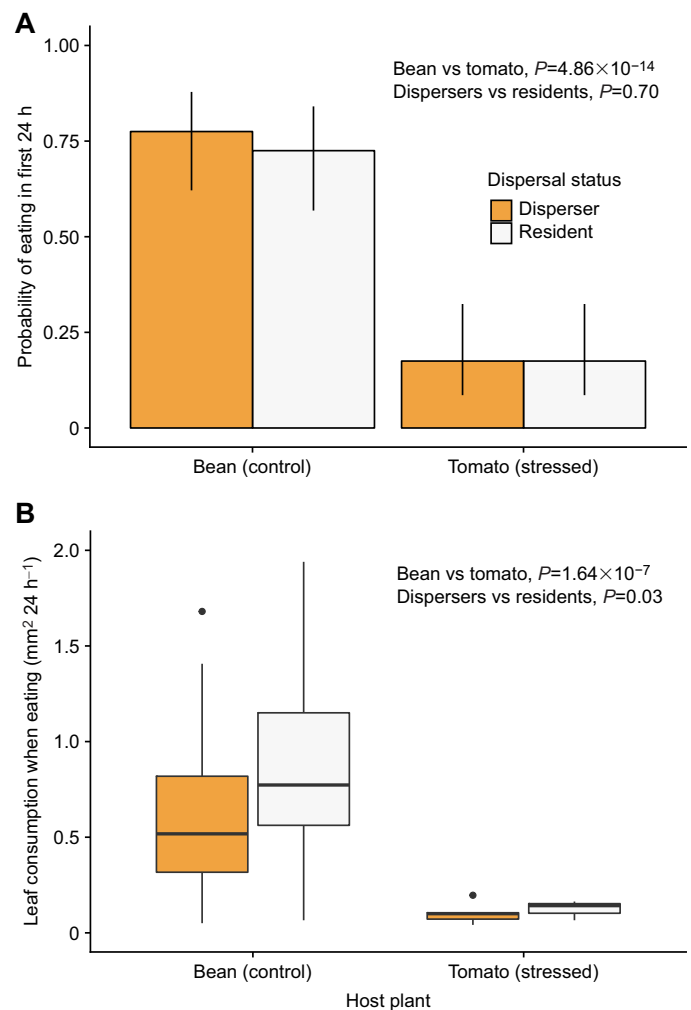 A
Probability of eating in first 24 h
1.00
0.75
0.50
0.25
0
Bean vs tomato, P=4.86×10⁻¹⁴
Dispersers vs residents, P=0.70
Dispersal status
Disperser
Resident
Bean (control)
Tomato (stressed)
B
Leaf consumption when eating (mm² 24 h⁻¹)
2.0
1.5
1.0
0.5
0
Bean vs tomato, P=1.64×10⁻⁷
Dispersers vs residents, P=0.03
Bean (control)
Tomato (stressed)
Host plant